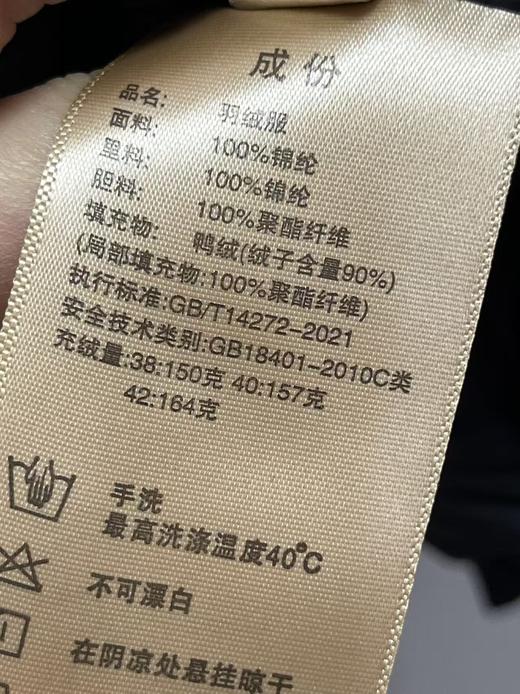 成份
品名: 羽绒服
面料: 100%锦纶
里料: 100%锦纶
胆料: 100%聚酯纤维
填充物: 鸭绒(绒子含量90%)
(局部填充物:100%聚酯纤维)
执行标准:GB/T14272-2021
安全技术类别:GB18401-2010C类
充绒量:38:150克 40:157克
42:164克
手洗
最高洗涤温度40°C
不可漂白
在阴凉处悬挂晾干